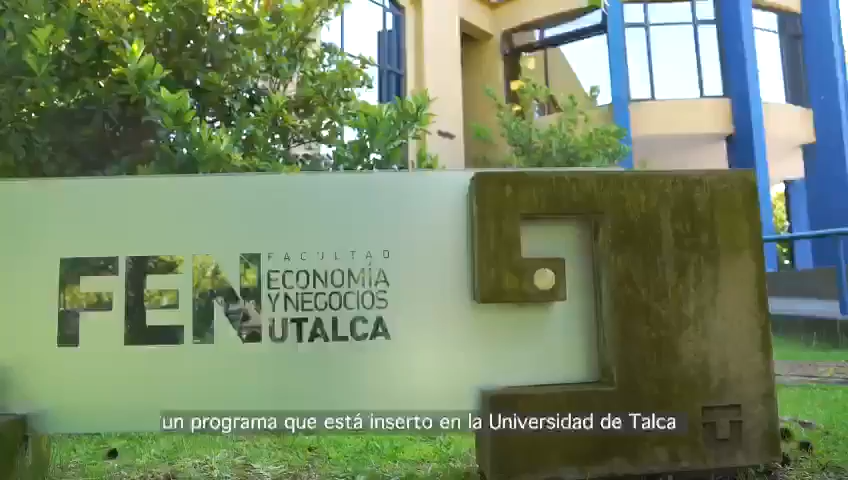 FEN
FACULTAD
ECONOMÍA
Y NEGOCIOS
UTALCA
un programa que está inserto en la Universidad de Talca